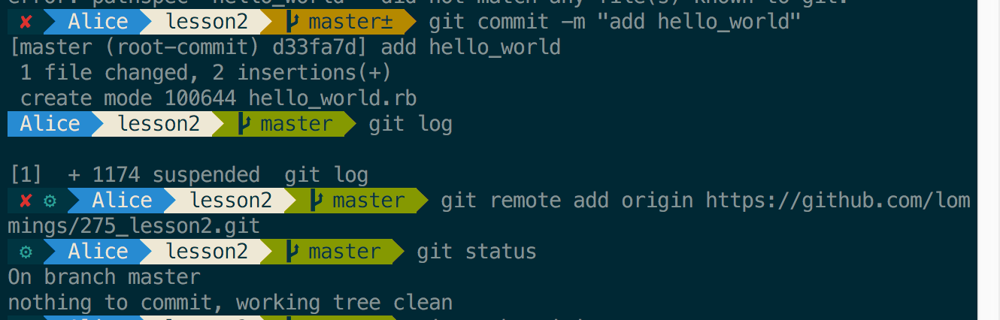 error: pathspec 'hello_world' did not match any file(s) known to git.
✘ Alice lesson2 master± git commit -m "add hello_world"
[master (root-commit) d33fa7d] add hello_world
1 file changed, 2 insertions(+)
create mode 100644 hello_world.rb
Alice lesson2 master git log
[1] + 1174 suspended git log
✘ ⚙ Alice lesson2 master git remote add origin https://github.com/lom
mings/275_lesson2.git
⚙ Alice lesson2 master git status
On branch master
nothing to commit, working tree clean